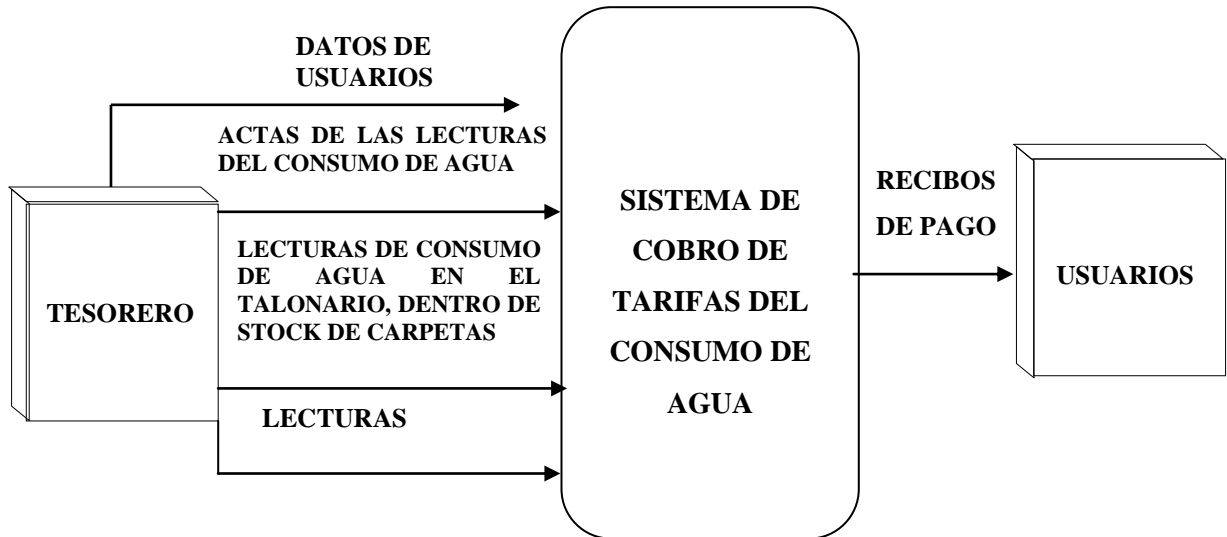 DATOS DE
USUARIOS
ACTAS DE LAS LECTURAS
DEL CONSUMO DE AGUA
LECTURAS DE CONSUMO
DE AGUA EN EL
TALONARIO, DENTRO DE
STOCK DE CARPETAS
TESORERO
LECTURAS
SISTEMA DE
COBRO DE
TARIFAS DEL
CONSUMO DE
AGUA
RECIBOS
DE PAGO
USUARIOS